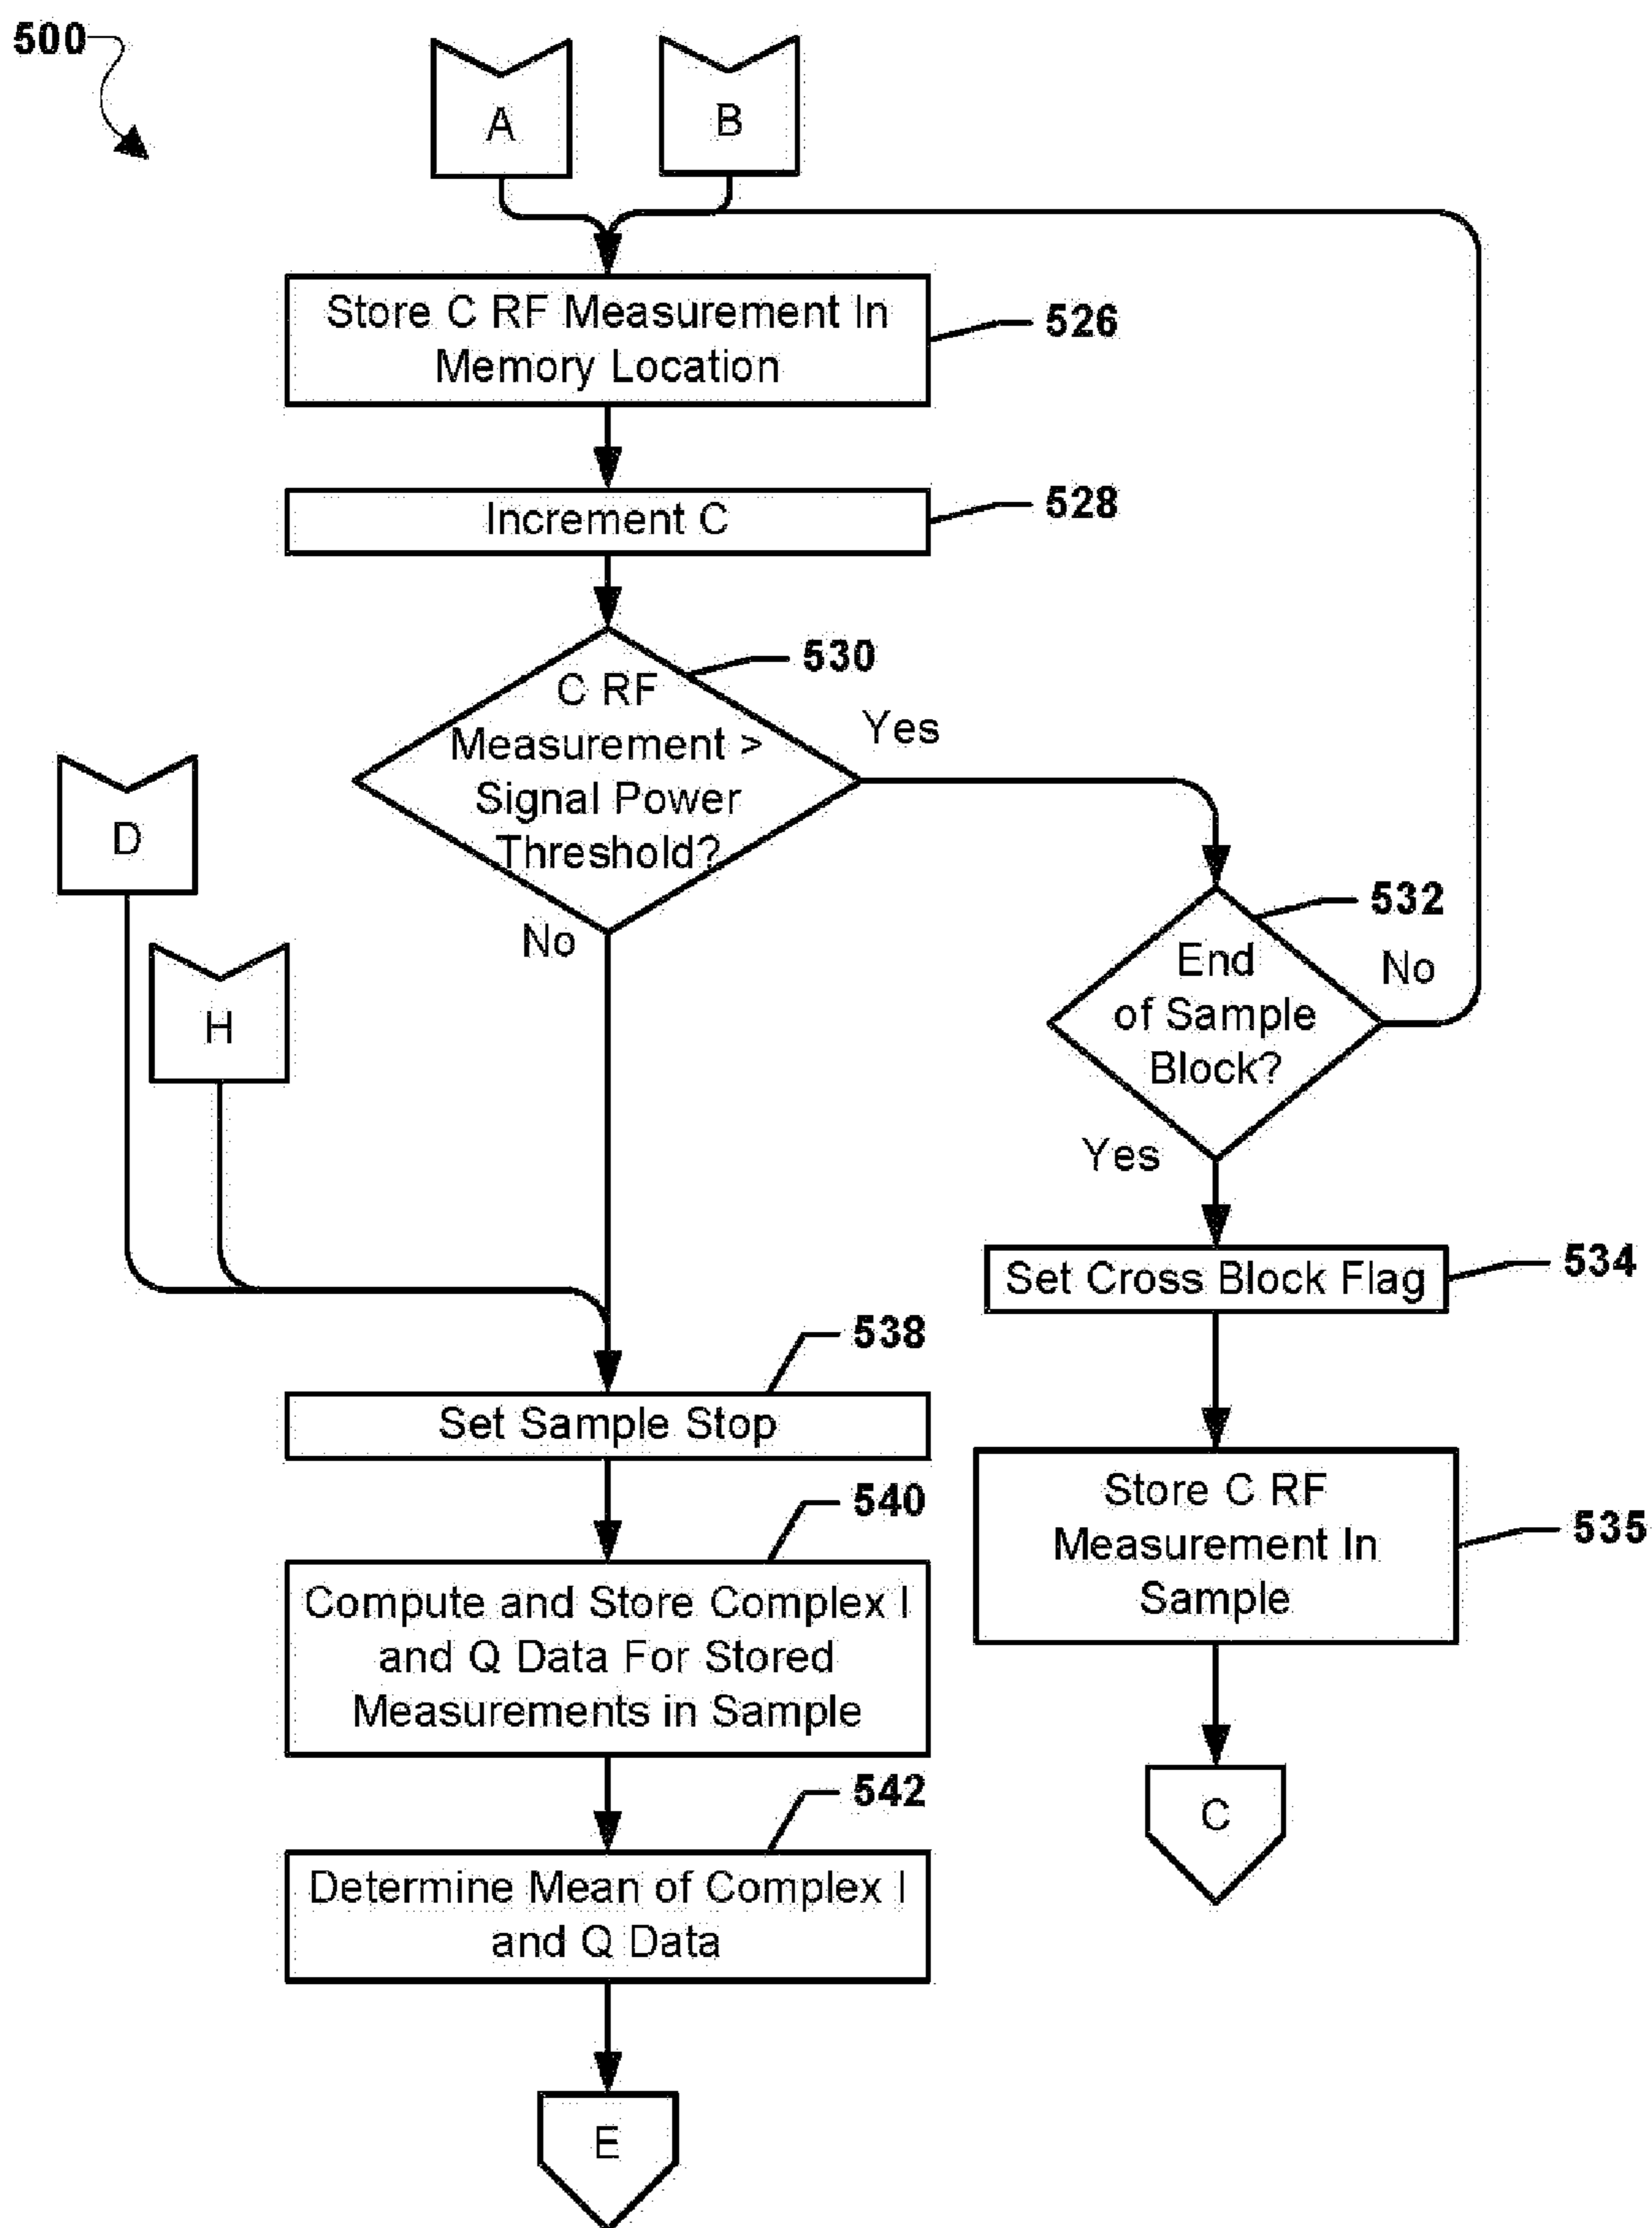 500
A
B
Store C RF Measurement In
Memory Location
526
Increment C
528
530
C RF
Measurement >
Signal Power
Threshold?
Yes
No
D
H
532
End
of Sample
Block?
No
Yes
Set Cross Block Flag
534
538
Set Sample Stop
Store C RF
Measurement In
Sample
535
540
Compute and Store Complex I
and Q Data For Stored
Measurements in Sample
C
542
Determine Mean of Complex I
and Q Data
E